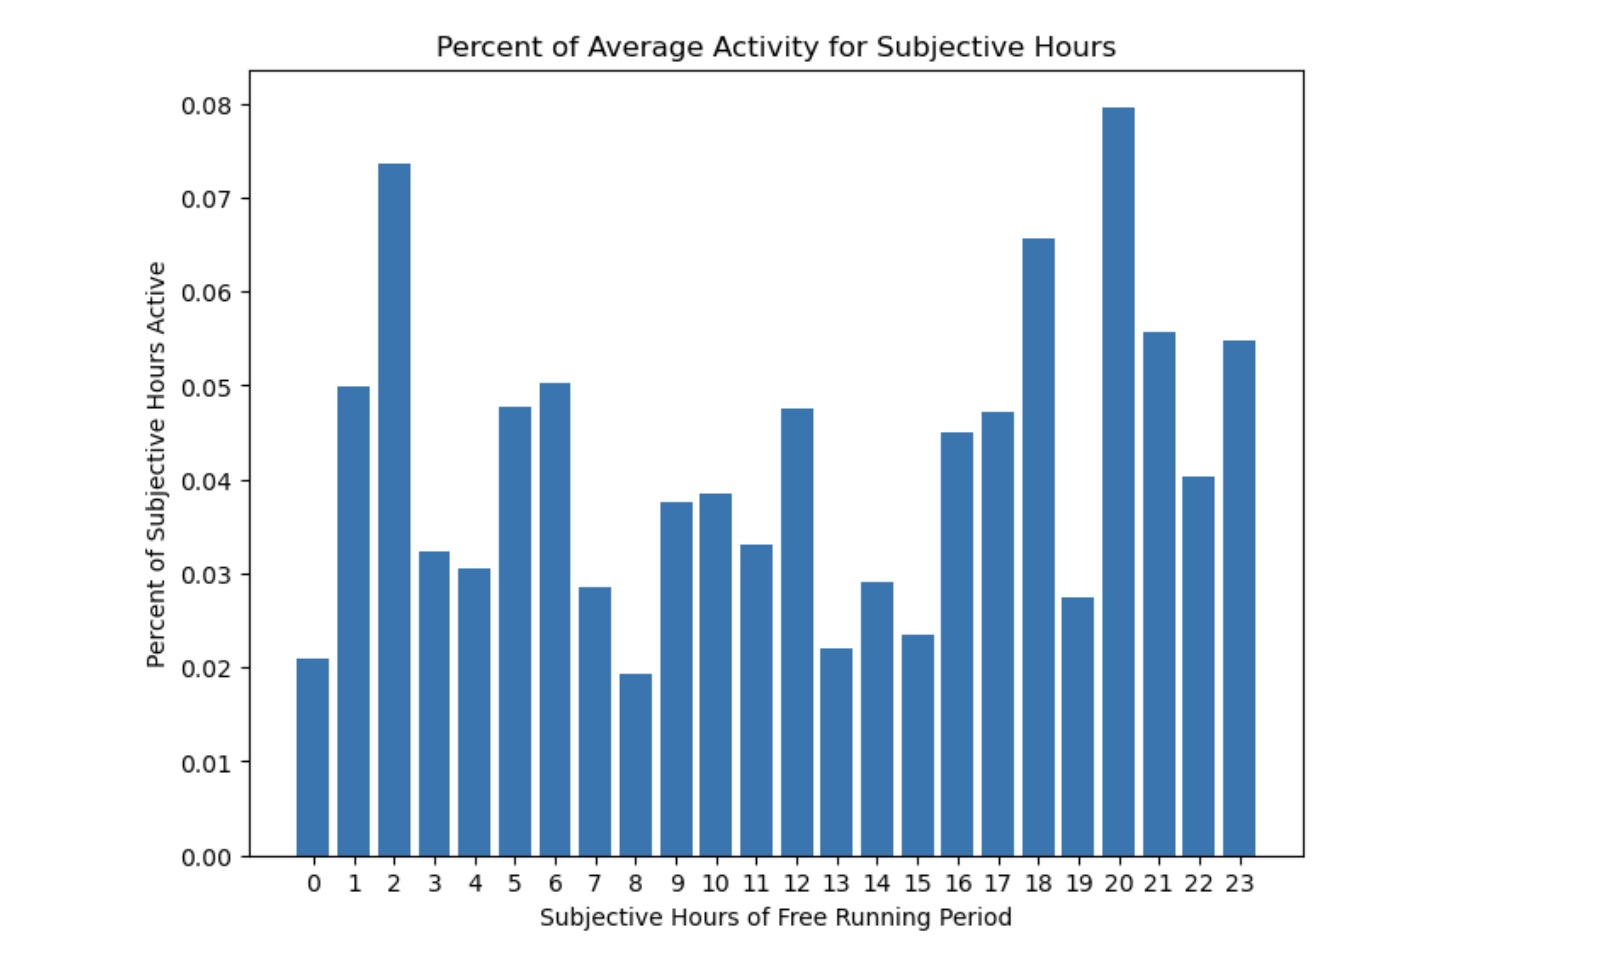 Percent of Average Activity for Subjective Hours
Percent of Subjective Hours Active
0.08
0.07
0.06
0.05
0.04
0.03
0.02
0.01
0.00
0 1 2 3 4 5 6 7 8 9 10 11 12 13 14 15 16 17 18 19 20 21 22 23
Subjective Hours of Free Running Period